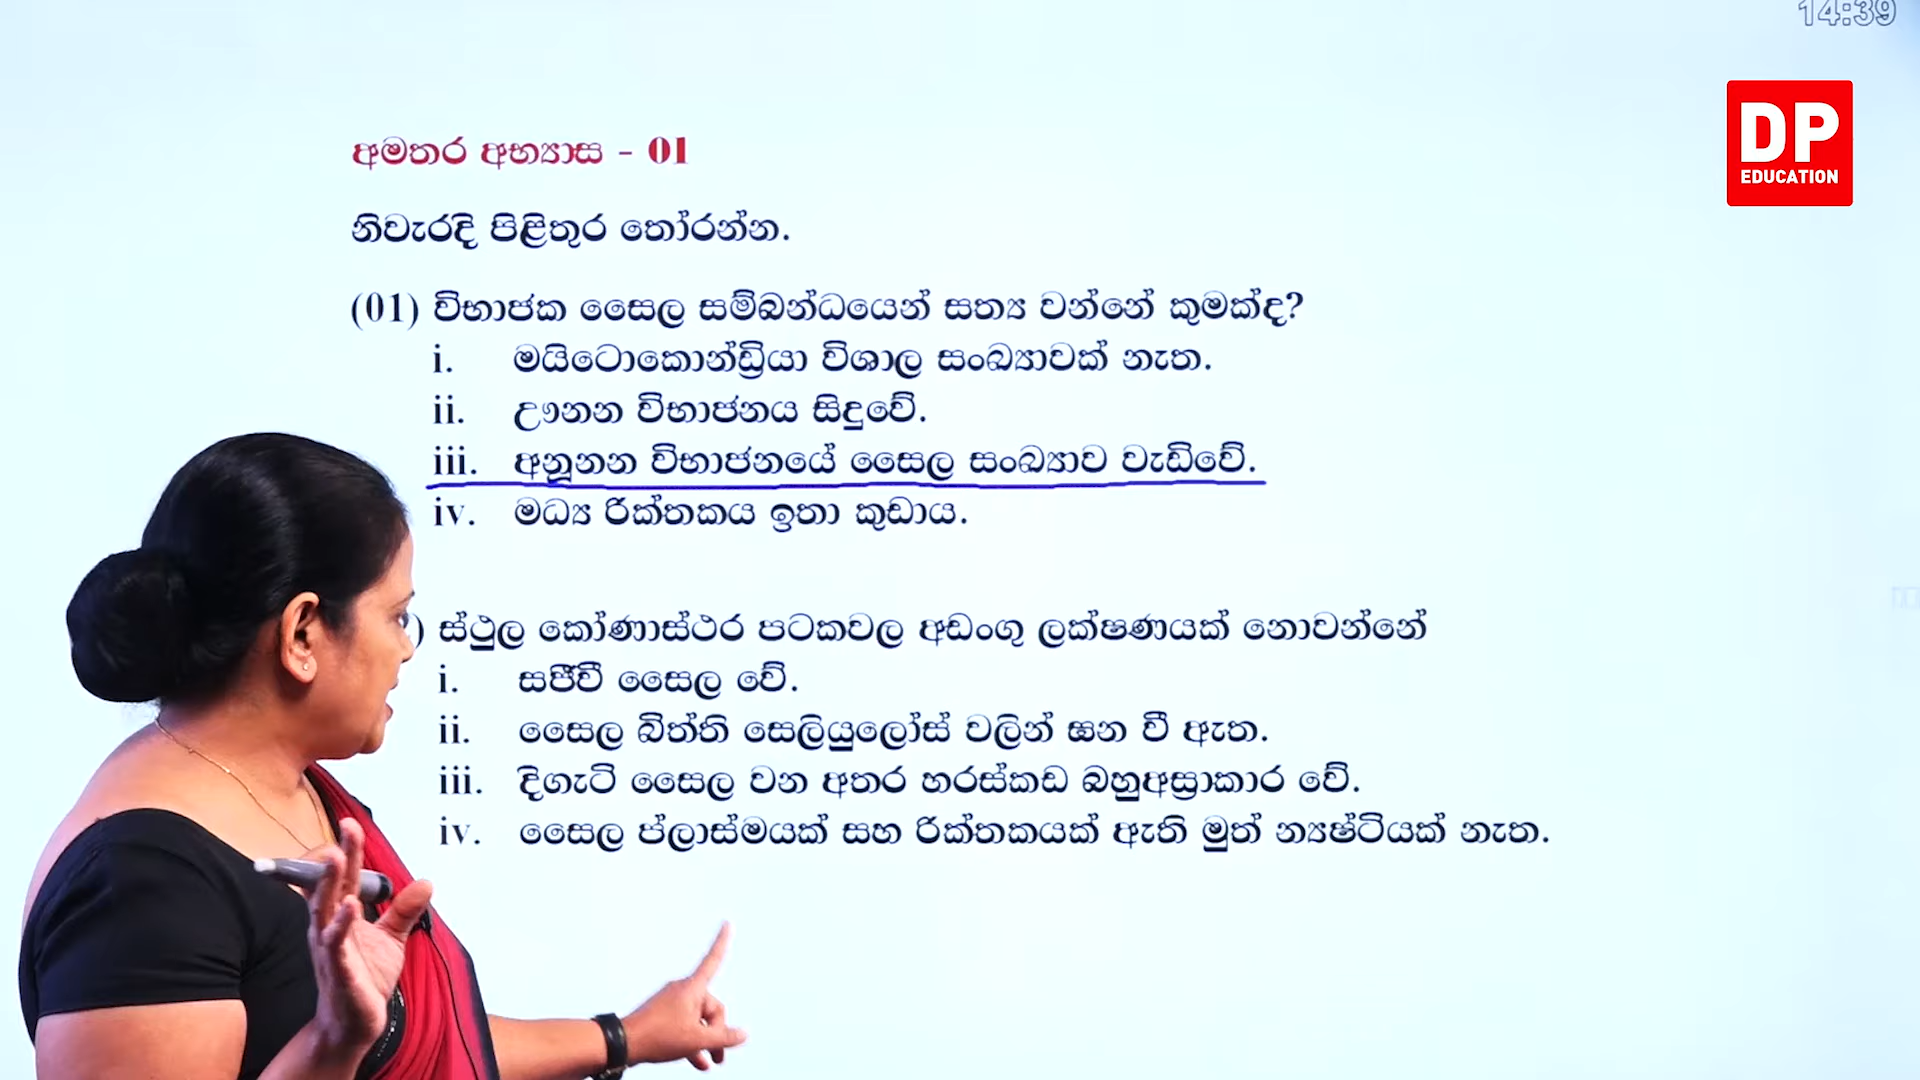 14:39
DP
EDUCATION
අමතර අභ්‍යාස - 01
නිවැරදි පිළිතුර තෝරන්න.
(01) විභාජක සෛල සම්බන්ධයෙන් සත්‍ය වන්නේ කුමක්ද?
i. මයිටොකොන්ඩ්‍රියා විශාල සංඛ්‍යාවක් නැත.
ii. ඌනන විභාජනය සිදුවේ.
iii. අනූනන විභාජනයේ සෛල සංඛ්‍යාව වැඩිවේ.
iv. මධ්‍ය රික්තකය ඉතා කුඩාය.
) ස්ථුල කෝණාස්ථර පටකවල අඩංගු ලක්ෂණයක් නොවන්නේ
i. සජීවී සෛල වේ.
ii. සෛල බිත්ති සෙලියුලෝස් වලින් ඝන වී ඇත.
iii. දිගැටි සෛල වන අතර හරස්කඩ බහුඅස්‍රාකාර වේ.
iv. සෛල ප්ලාස්මයක් සහ රික්තකයක් ඇති මුත් න්‍යෂ්ටියක් නැත.